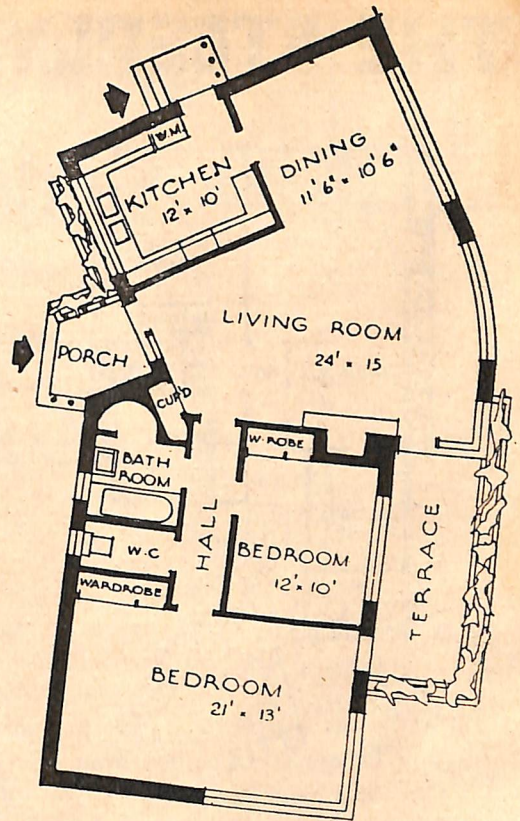 W.M.
KITCHEN
12' x 10'
DINING
11' 6" x 10' 6"
LIVING ROOM
24' x 15
PORCH
CUP'D
W·ROBE
BATH
ROOM
HALL
W.C
BEDROOM
12' x 10'
TERRACE
WARDROBE
BEDROOM
21' x 13'